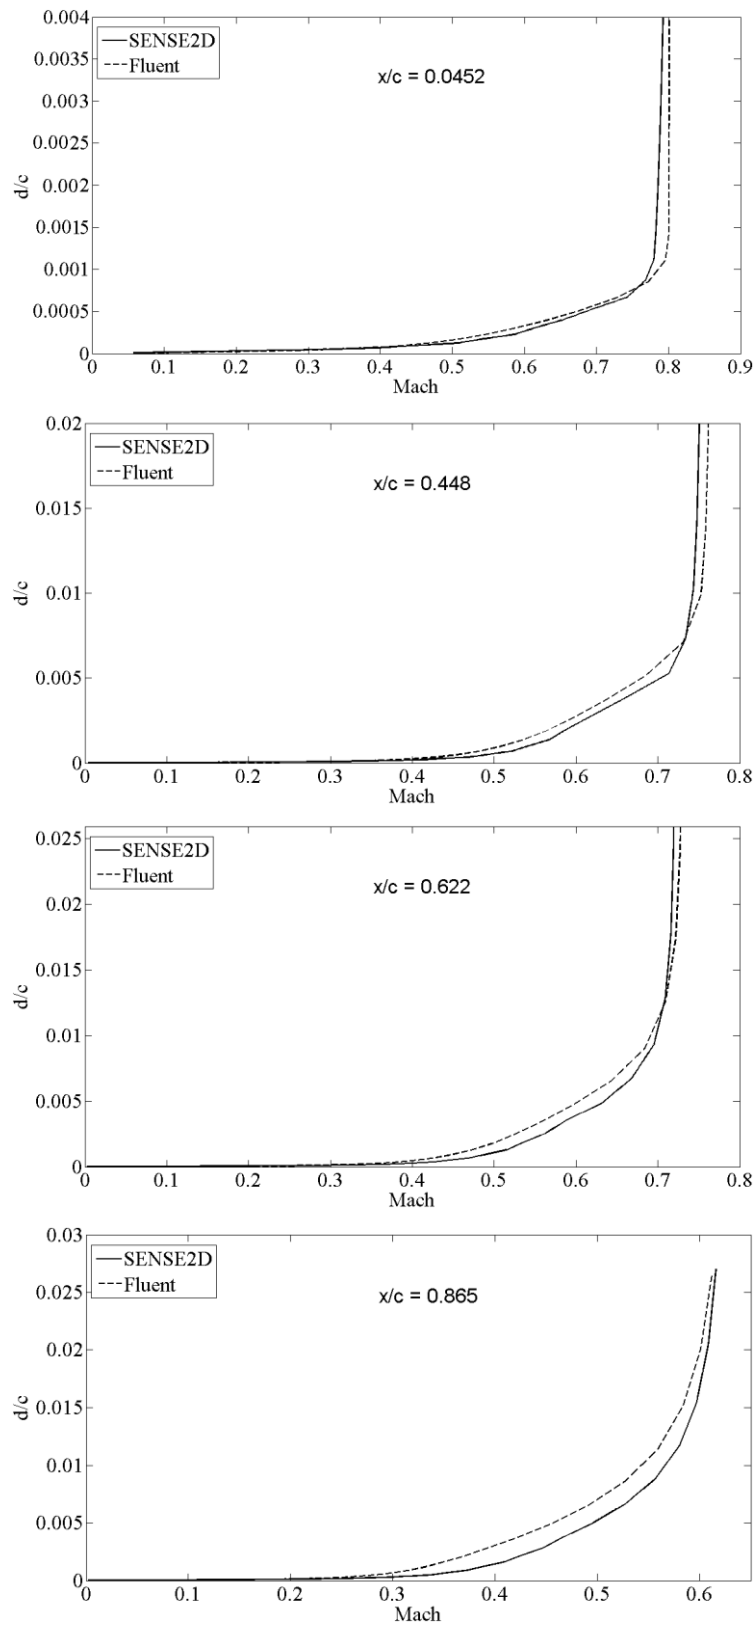 0.004
SENSE2D
0.0035
Fluent
x/c = 0.0452
0.003
0.0025
d/c
0.002
0.0015
0.001
0.0005
0
0 0.1 0.2 0.3 0.4 0.5 0.6 0.7 0.8 0.9
Mach
0.02
SENSE2D
Fluent
x/c = 0.448
0.015
d/c
0.01
0.005
0
0 0.1 0.2 0.3 0.4 0.5 0.6 0.7 0.8
Mach
0.025
SENSE2D
Fluent
x/c = 0.622
0.02
0.015
d/c
0.01
0.005
0
0 0.1 0.2 0.3 0.4 0.5 0.6 0.7 0.8
Mach
0.03
SENSE2D
Fluent
x/c = 0.865
0.025
0.02
d/c
0.015
0.01
0.005
0
0 0.1 0.2 0.3 0.4 0.5 0.6
Mach